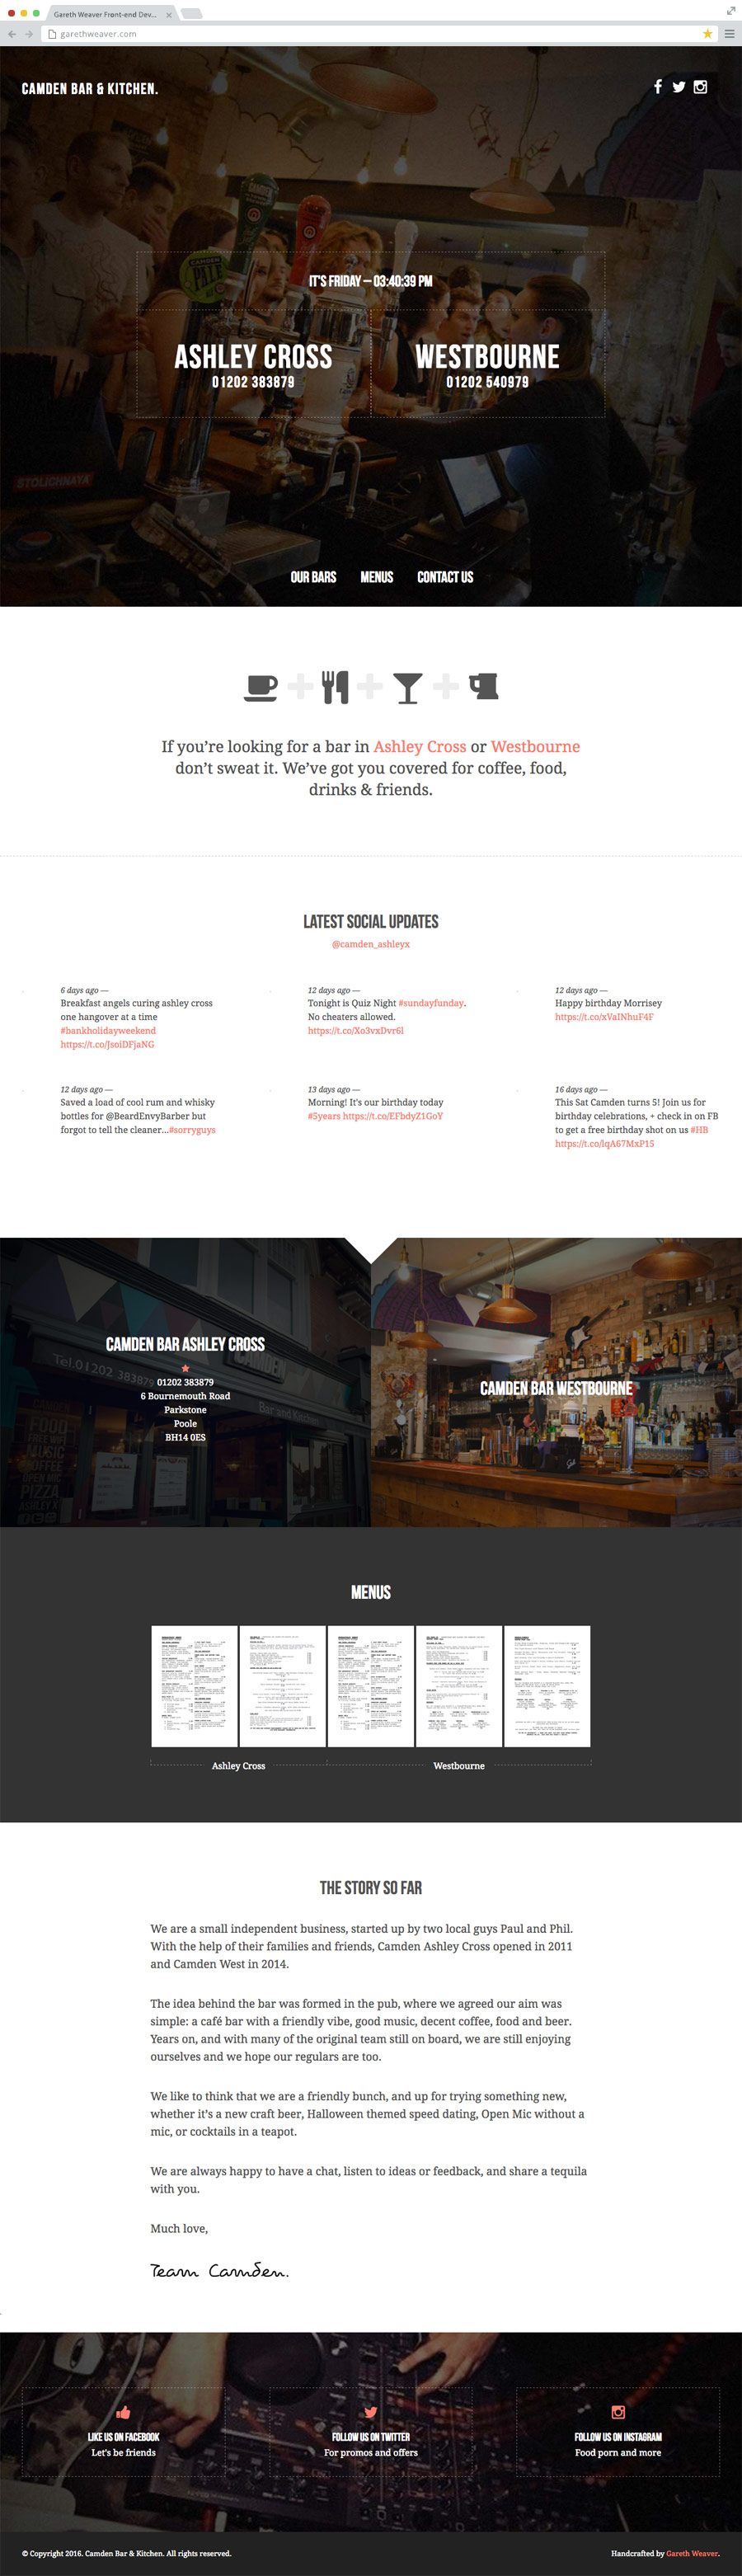 Gareth Weaver Front-end Dev...
garethweaver.com
CAMDEN BAR & KITCHEN.
CAMDEN
PALE
IT'S FRIDAY – 03:40:39 PM
ASHLEY CROSS
01202 383879
WESTBOURNE
01202 540979
STOLICHNAYA
OUR BARS MENUS CONTACT US
If you’re looking for a bar in Ashley Cross or Westbourne
don’t sweat it. We’ve got you covered for coffee, food,
drinks & friends.
LATEST SOCIAL UPDATES
@camden_ashleyx
6 days ago —
Breakfast angels curing ashley cross
one hangover at a time
#bankholidayweekend
https://t.co/JsoiDFjaNG
12 days ago —
Tonight is Quiz Night #sundayfunday.
No cheaters allowed.
https://t.co/Xo3vxDvr6l
12 days ago —
Happy birthday Morrisey
https://t.co/xVaINhuF4F
12 days ago —
Saved a load of cool rum and whisky
bottles for @BeardEnvyBarber but
forgot to tell the cleaner...#sorryguys
13 days ago —
Morning! It's our birthday today
#5years https://t.co/EFbdyZ1GoY
16 days ago —
This Sat Camden turns 5! Join us for
birthday celebrations, + check in on FB
to get a free birthday shot on us #HB
https://t.co/lqA67MxP15
CAMDEN BAR ASHLEY CROSS
Tel.01202 383879
01202 383879
6 Bournemouth Road
Parkstone
Poole
BH14 0ES
FOOD
MUSIC
COFFEE
OPEN MIC
PIZZA
ASHLEY X
CAMDEN BAR WESTBOURNE
MENUS
Ashley Cross
Westbourne
THE STORY SO FAR
We are a small independent business, started up by two local guys Paul and Phil.
With the help of their families and friends, Camden Ashley Cross opened in 2011
and Camden West in 2014.
The idea behind the bar was formed in the pub, where we agreed our aim was
simple: a café bar with a friendly vibe, good music, decent coffee, food and beer.
Years on, and with many of the original team still on board, we are still enjoying
ourselves and we hope our regulars are too.
We like to think that we are a friendly bunch, and up for trying something new,
whether it’s a new craft beer, Halloween themed speed dating, Open Mic without a
mic, or cocktails in a teapot.
We are always happy to have a chat, listen to ideas or feedback, and share a tequila
with you.
Much love,
Team Camden.
LIKE US ON FACEBOOK
Let's be friends
FOLLOW US ON TWITTER
For promos and offers
FOLLOW US ON INSTAGRAM
Food porn and more
© Copyright 2016. Camden Bar & Kitchen. All rights reserved.
Handcrafted by Gareth Weaver.